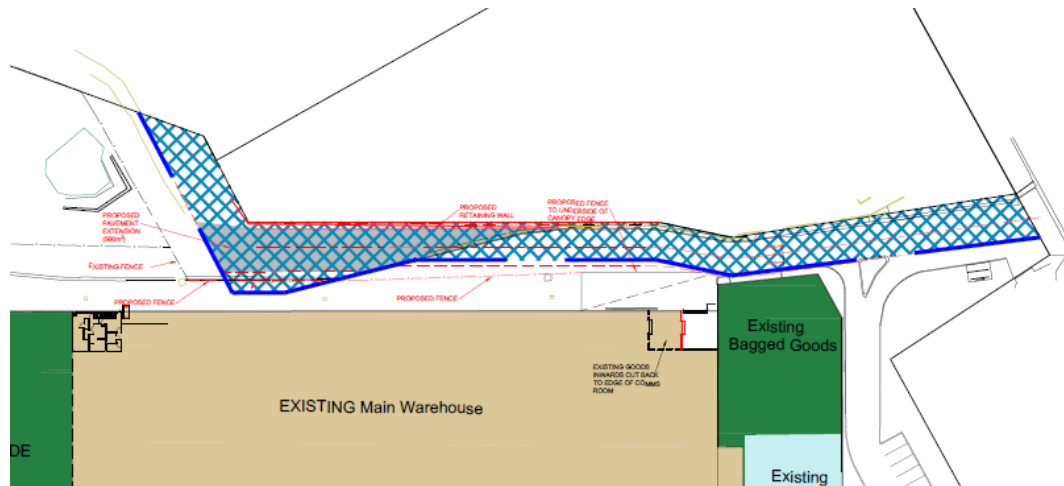 PROPOSED
RETAINING WALL
PROPOSED FENCE
TO UNDERSIDE OF
CANOPY EDGE
PROPOSED
PAVEMENT
EXTENSION
EXISTING FENCE
PROPOSED FENCE
PROPOSED FENCE
Existing
Bagged Goods
EXISTING GOODS
INWARDS CUT BACK
TO EDGE OF COMMS
ROOM
EXISTING Main Warehouse
DE
Existing